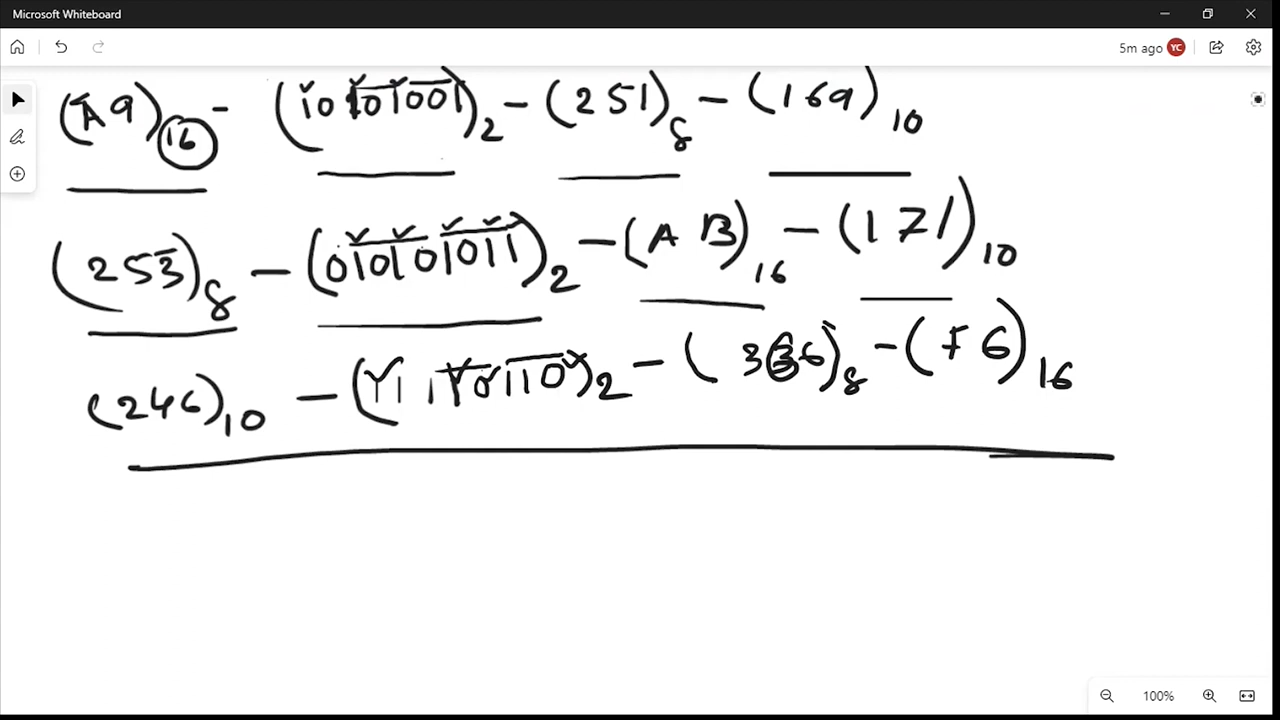 Microsoft Whiteboard
5m ago YC
(A9)16 - (10101001)2 - (251)8 - (169)10
(253)8 - (010101011)2 - (AB)16 - (171)10
(246)10 - (11110110)2 - (366)8 - (F6)16
100%